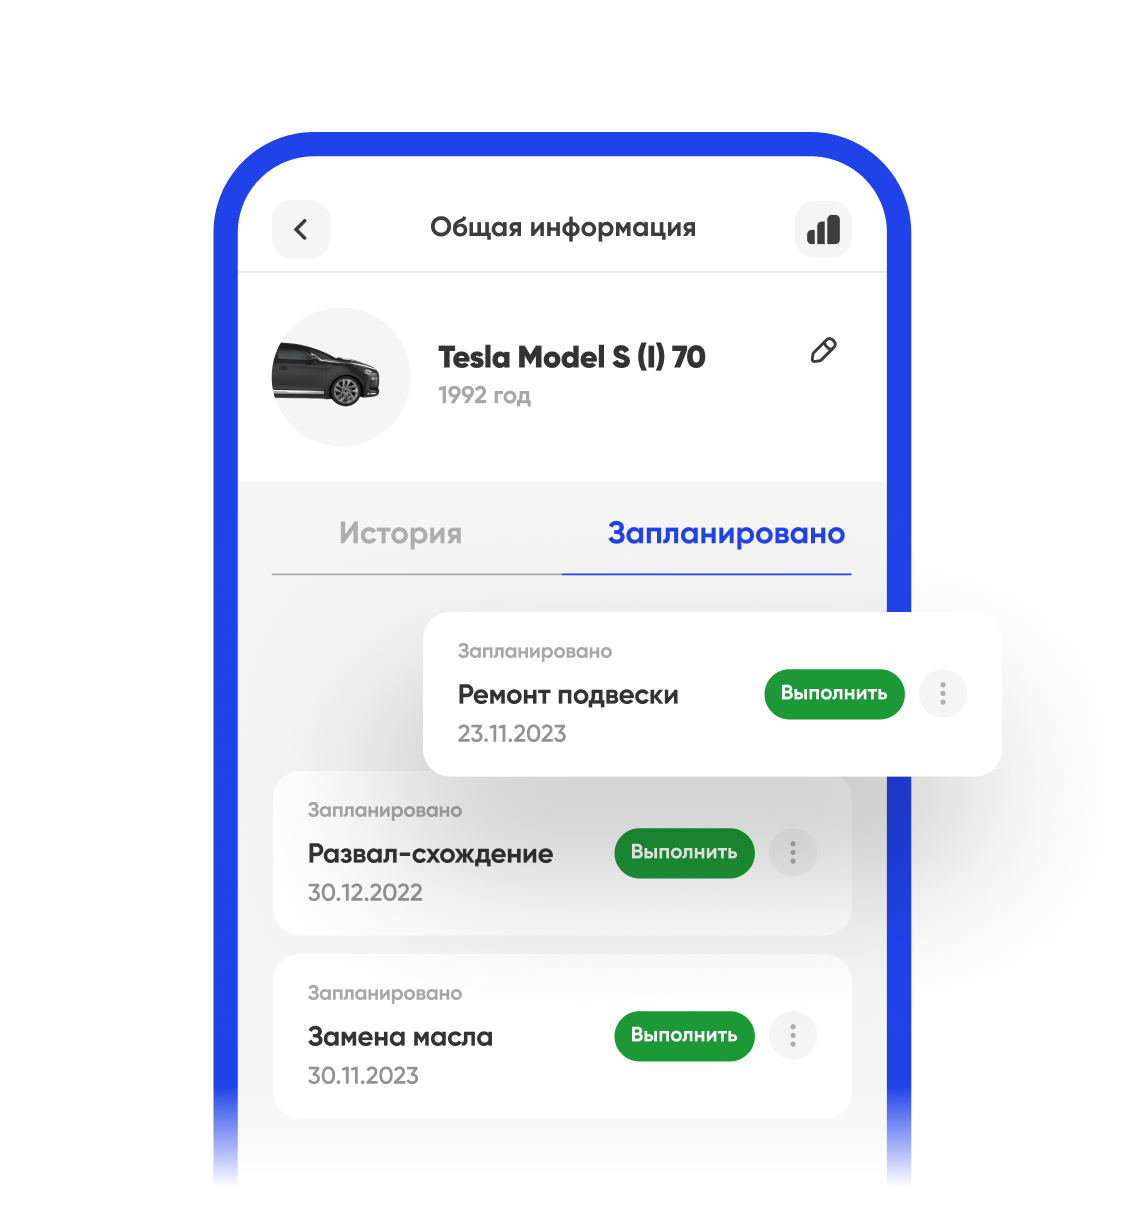 Общая информация
Tesla Model S (I) 70
1992 год
История
Запланировано
Запланировано
Ремонт подвески
Выполнить
23.11.2023
Запланировано
Развал-схождение
Выполнить
30.12.2022
Запланировано
Замена масла
Выполнить
30.11.2023